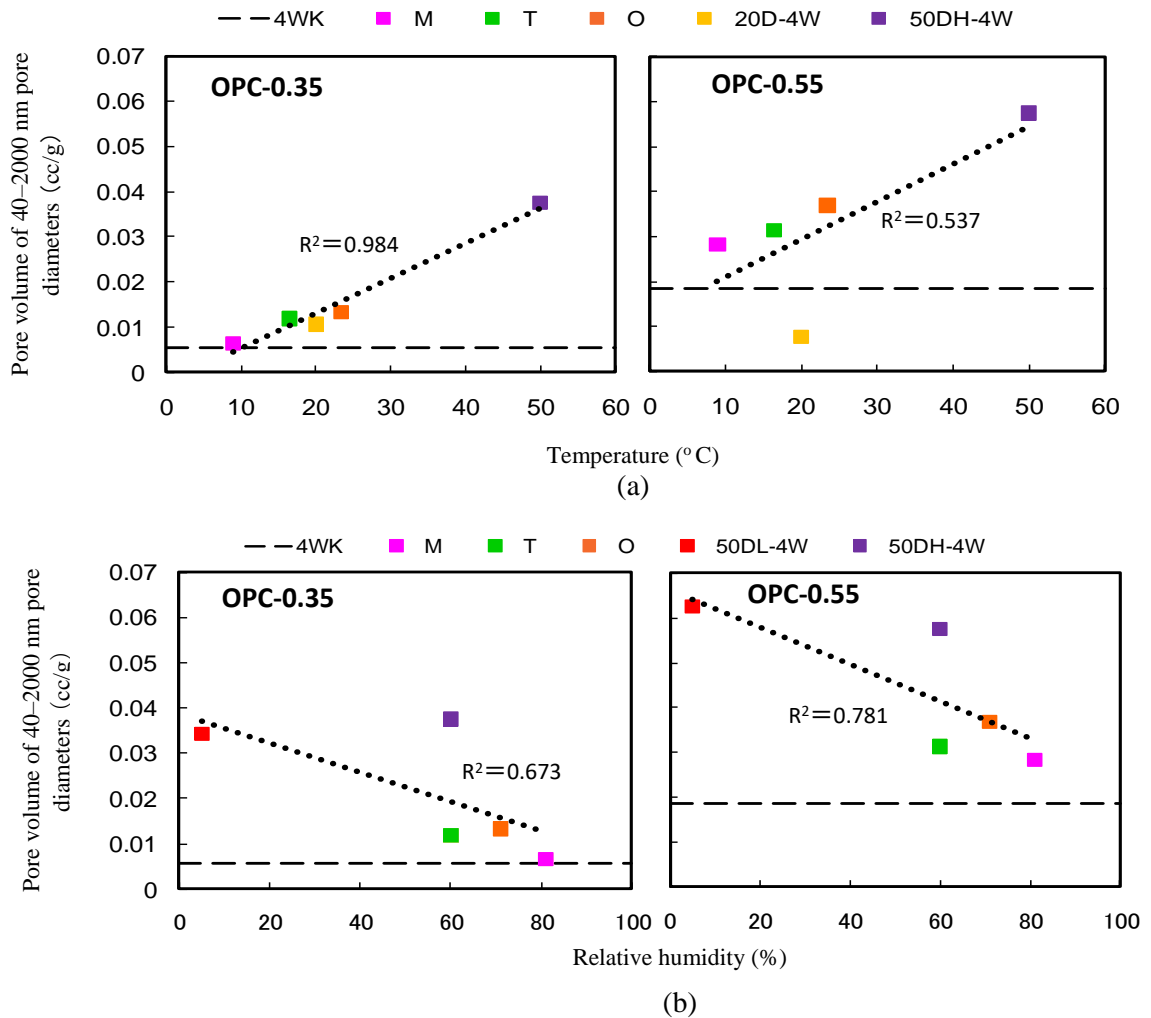 4WK M T O 20D-4W 50DH-4W
Pore volume of 40–2000 nm pore
diameters (cc/g)
0.07
0.06
0.05
0.04
0.03
0.02
0.01
0
OPC-0.35
R²=0.984
0 10 20 30 40 50 60
OPC-0.55
R²=0.537
0 10 20 30 40 50 60
Temperature (°C)
(a)
4WK M T O 50DL-4W 50DH-4W
Pore volume of 40–2000 nm pore
diameters (cc/g)
0.07
0.06
0.05
0.04
0.03
0.02
0.01
0
OPC-0.35
R²=0.673
0 20 40 60 80 100
OPC-0.55
R²=0.781
0 20 40 60 80 100
Relative humidity (%)
(b)